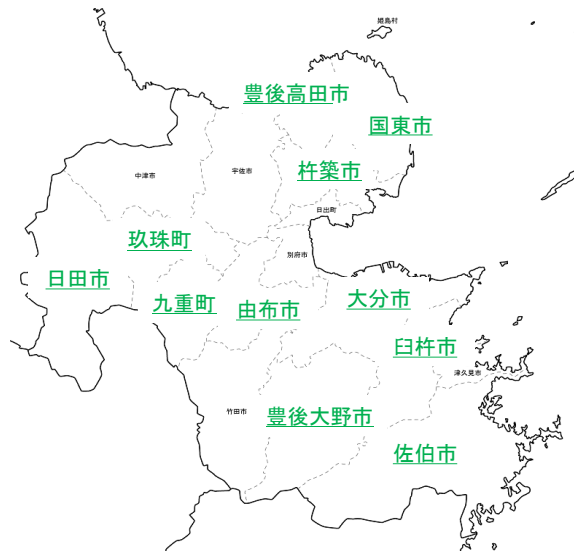 姫島村
豊後高田市
国東市
杵築市
中津市
宇佐市
日出町
玖珠町
別府市
日田市
九重町
由布市
大分市
臼杵市
津久見市
竹田市
豊後大野市
佐伯市